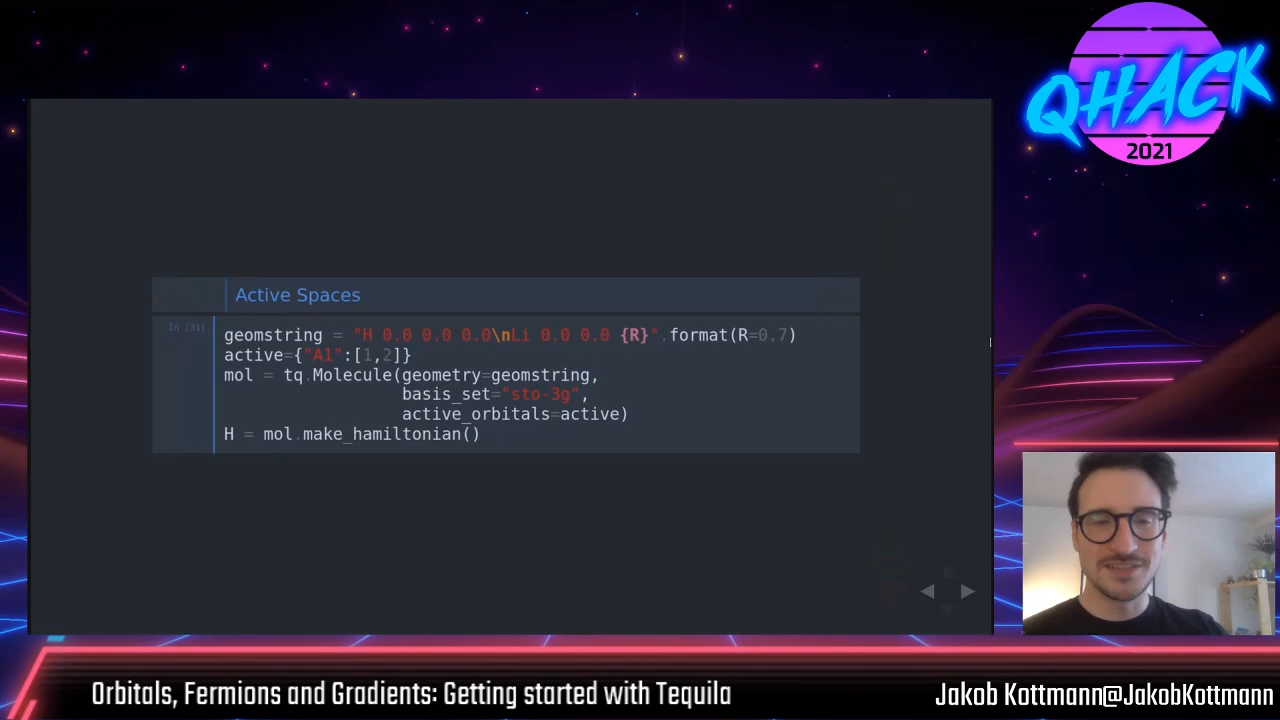 QHACK
2021
Active Spaces
In [31]:
geomstring = "H 0.0 0.0 0.0\nLi 0.0 0.0 {R}".format(R=0.7)
active={"A1":[1,2]}
mol = tq.Molecule(geometry=geomstring,
basis_set="sto-3g",
active_orbitals=active)
H = mol.make_hamiltonian()
Orbitals, Fermions and Gradients: Getting started with Tequila
Jakob Kottmann@JakobKottmann